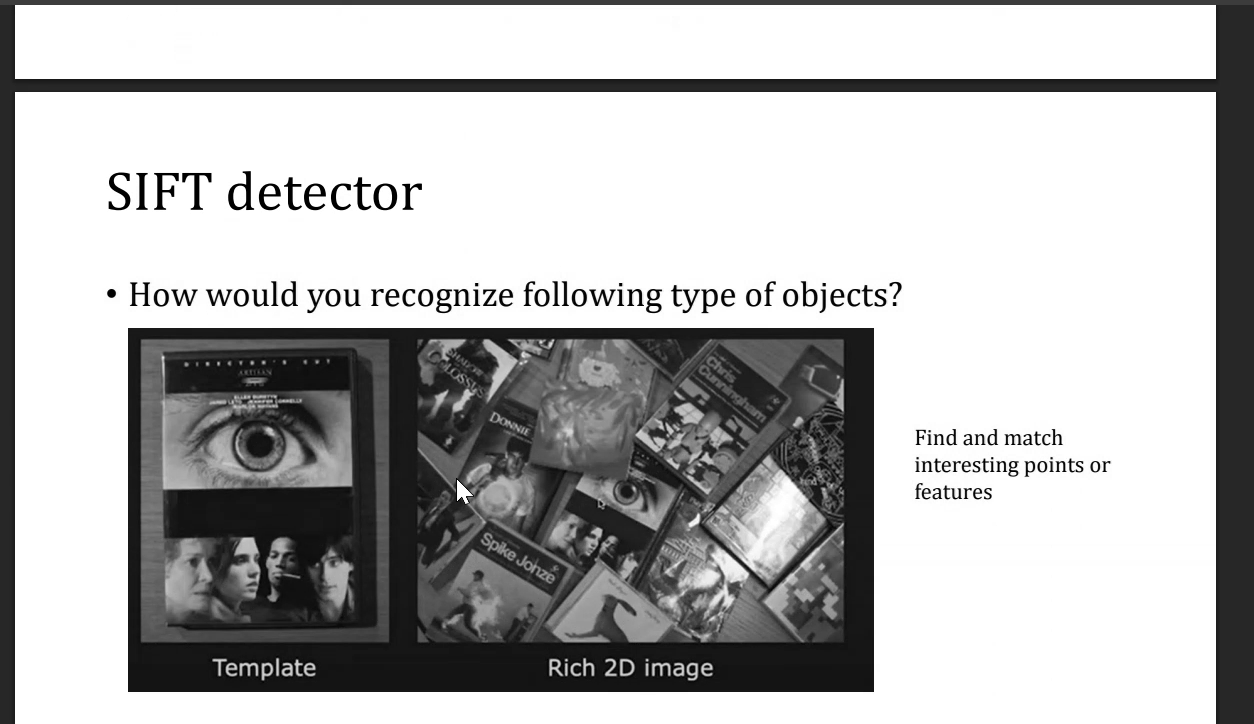 SIFT detector
• How would you recognize following type of objects?
DIRECTOR'S CUT
ARTISAN
ELLEN BURSTYN
JARED LETO JENNIFER CONNELLY
MARLON WAYANS
SHADOW
COLOSSUS
DONNIE
Chris
Cunningham
Spike Jonze
Template
Rich 2D image
Find and match
interesting points or
features